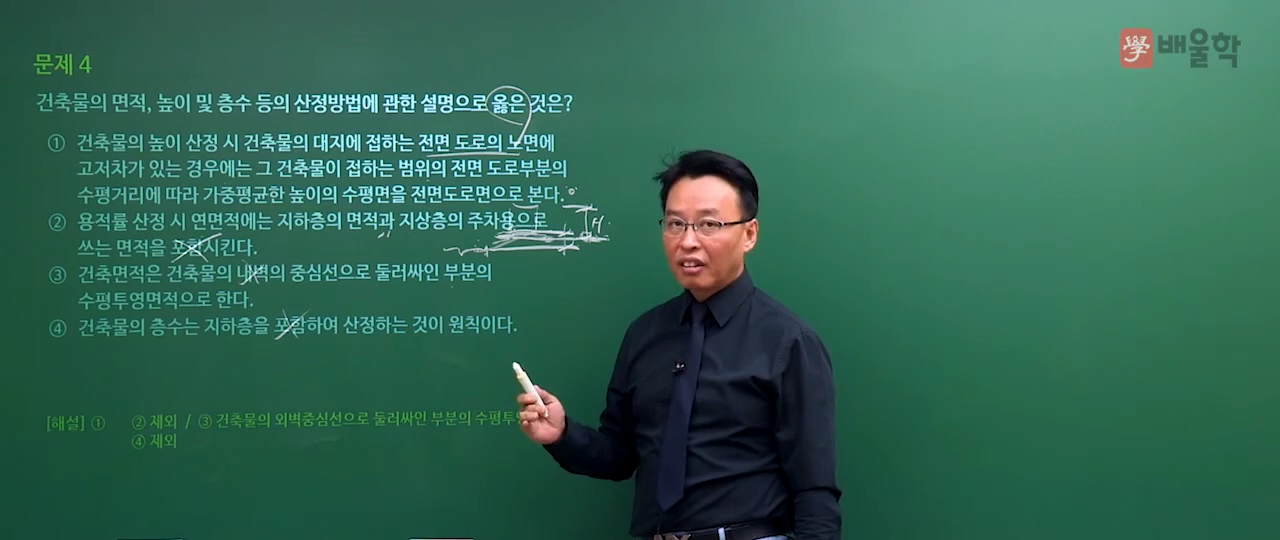 學 배울학
문제 4
건축물의 면적, 높이 및 층수 등의 산정방법에 관한 설명으로 옳은 것은?
① 건축물의 높이 산정 시 건축물의 대지에 접하는 전면 도로의 노면에
고저차가 있는 경우에는 그 건축물이 접하는 범위의 전면 도로부분의
수평거리에 따라 가중평균한 높이의 수평면을 전면도로면으로 본다.
② 용적률 산정 시 연면적에는 지하층의 면적과 지상층의 주차용으로
쓰는 면적을 포함시킨다.
H
③ 건축면적은 건축물의 내벽의 중심선으로 둘러싸인 부분의
수평투영면적으로 한다.
④ 건축물의 층수는 지하층을 포함하여 산정하는 것이 원칙이다.
[해설] ① ② 제외 / ③ 건축물의 외벽중심선으로 둘러싸인 부분의
④ 제외